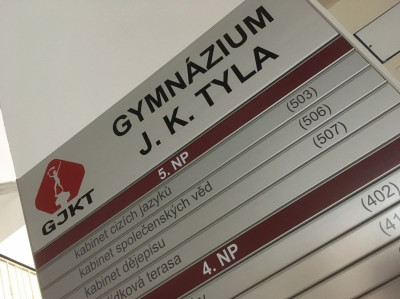 GYMNÁZIUM
J. K. TYLA
GJKT
5. NP
kabinet cizích jazyků (503)
kabinet společenských věd (506)
kabinet dějepisu (507)
terasa
4. NP
(402)